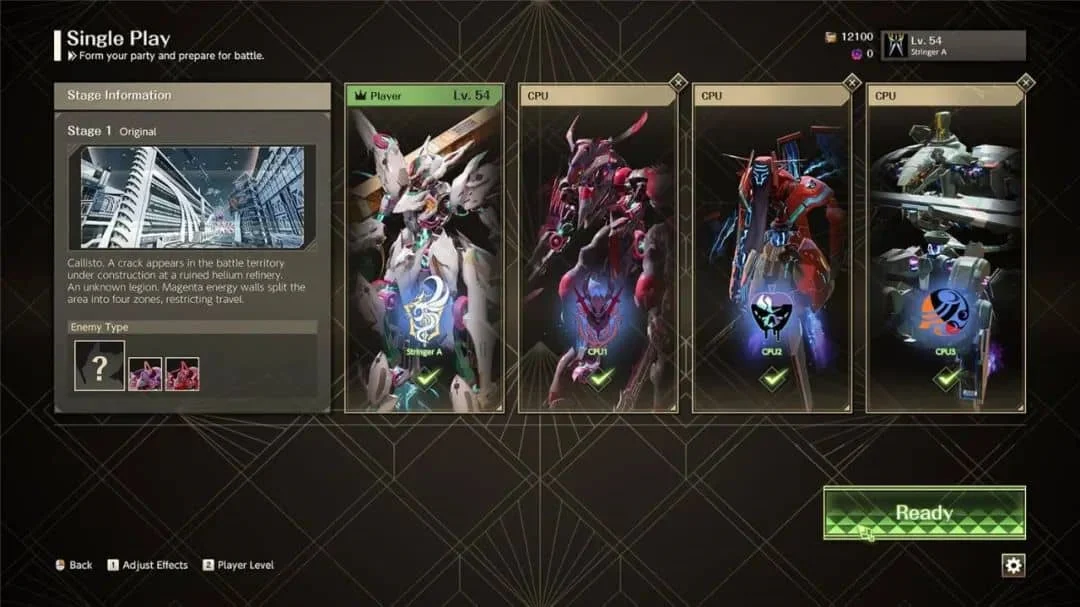 Single Play
Form your party and prepare for battle.
12100
0
Lv. 54
Stringer A
Stage Information
Stage 1 Original
Callisto. A crack appears in the battle territory
under construction at a ruined helium refinery.
An unknown legion. Magenta energy walls split the
area into four zones, restricting travel.
Enemy Type
?
Player Lv. 54
Stringer A
CPU
CPU1
CPU
CPU2
CPU
CPU3
Ready
Back
1 Adjust Effects
2 Player Level